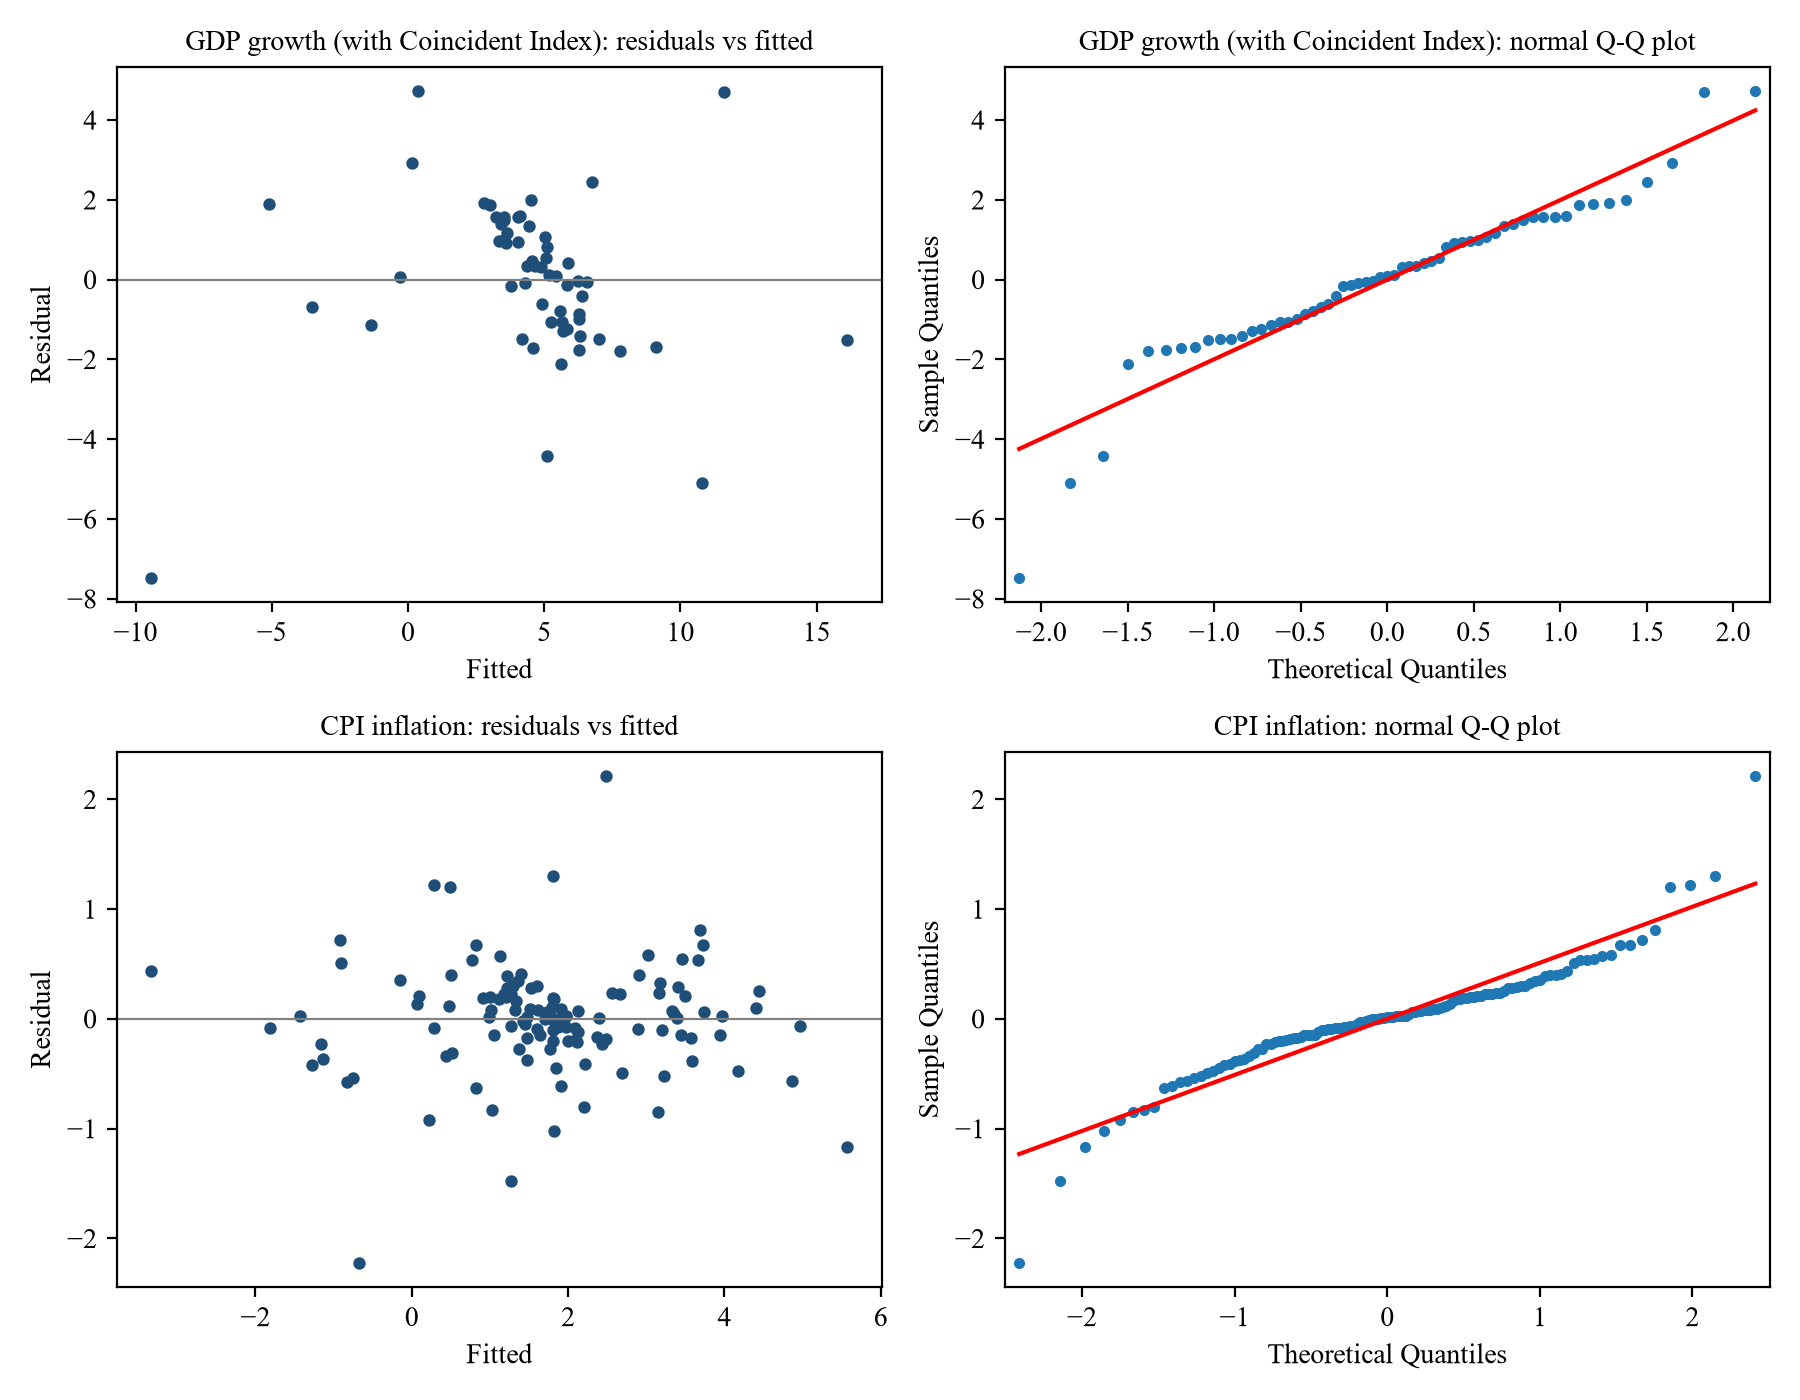 GDP growth (with Coincident Index): residuals vs fitted
4
2
0
−2
−4
−6
−8
Residual
−10 −5 0 5 10 15
Fitted
GDP growth (with Coincident Index): normal Q-Q plot
4
2
0
−2
−4
−6
−8
Sample Quantiles
−2.0 −1.5 −1.0 −0.5 0.0 0.5 1.0 1.5 2.0
Theoretical Quantiles
CPI inflation: residuals vs fitted
2
1
0
−1
−2
Residual
−2 0 2 4 6
Fitted
CPI inflation: normal Q-Q plot
2
1
0
−1
−2
Sample Quantiles
−2 −1 0 1 2
Theoretical Quantiles